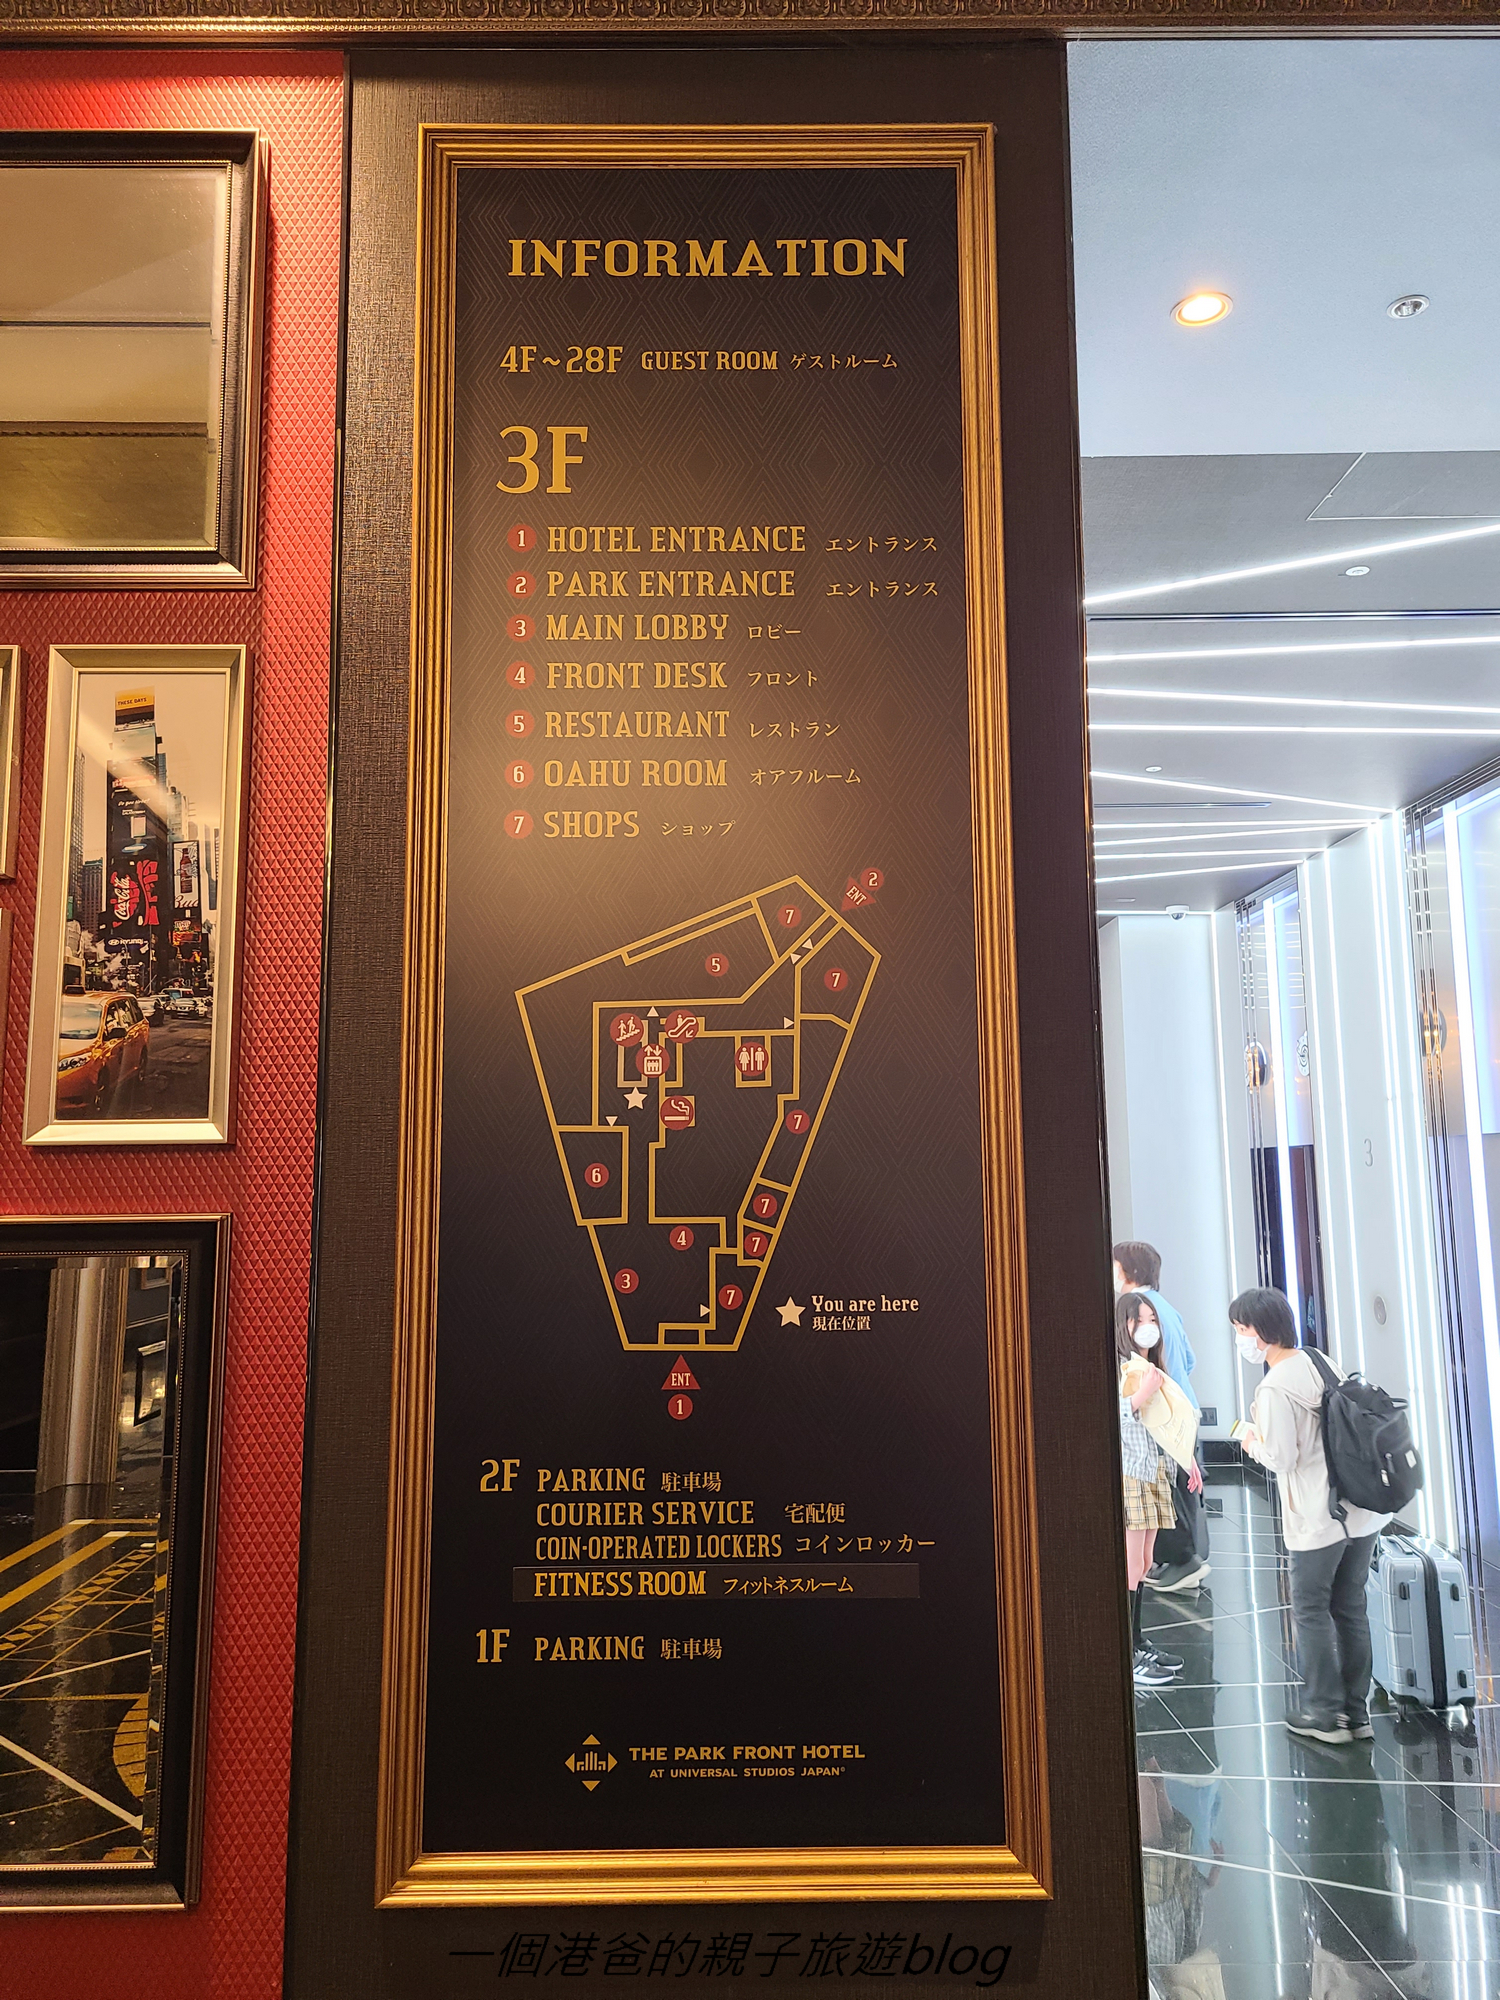 INFORMATION
4F~28F GUEST ROOM ゲストルーム
3F
1 HOTEL ENTRANCE エントランス
2 PARK ENTRANCE エントランス
3 MAIN LOBBY ロビー
4 FRONT DESK フロント
5 RESTAURANT レストラン
6 OAHU ROOM オアフルーム
7 SHOPS ショップ
2
ENT
7
5
7
7
6
7
4
7
3
7
You are here
現在位置
ENT
1
2F PARKING 駐車場
COURIER SERVICE 宅配便
COIN-OPERATED LOCKERS コインロッカー
FITNESS ROOM フィットネスルーム
1F PARKING 駐車場
THE PARK FRONT HOTEL
AT UNIVERSAL STUDIOS JAPAN®
THESE DAYS
Coca-Cola
HYUNDAI
3
一個港爸的親子旅遊blog